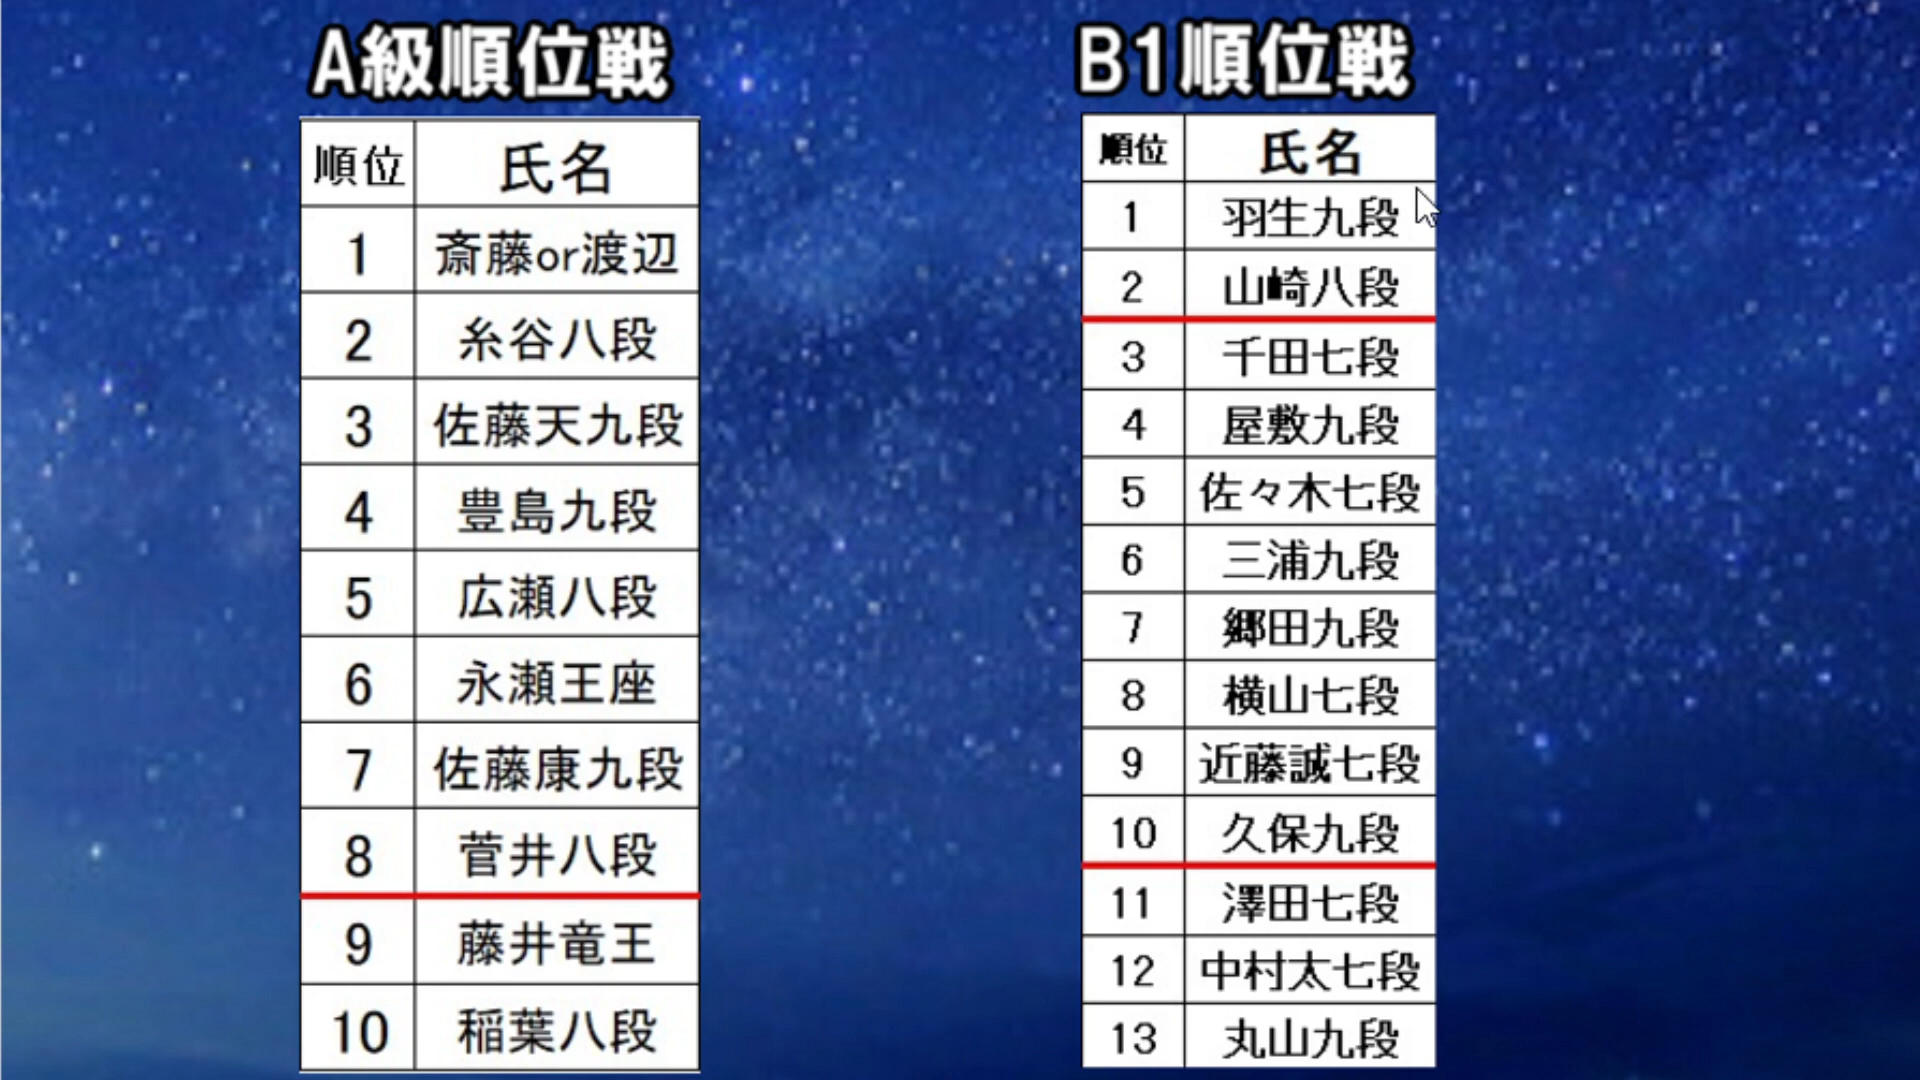 A級順位戦
順位 氏名
1 斎藤or渡辺
2 糸谷八段
3 佐藤天九段
4 豊島九段
5 広瀬八段
6 永瀬王座
7 佐藤康九段
8 菅井八段
9 藤井竜王
10 稲葉八段
B1順位戦
順位 氏名
1 羽生九段
2 山崎八段
3 千田七段
4 屋敷九段
5 佐々木七段
6 三浦九段
7 郷田九段
8 横山七段
9 近藤誠七段
10 久保九段
11 澤田七段
12 中村太七段
13 丸山九段